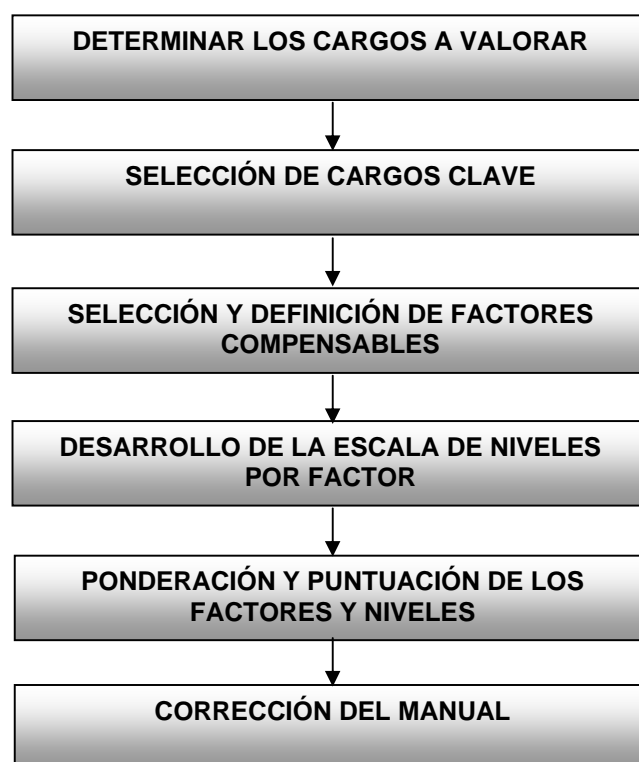 DETERMINAR LOS CARGOS A VALORAR
SELECCIÓN DE CARGOS CLAVE
SELECCIÓN Y DEFINICIÓN DE FACTORES
COMPENSABLES
DESARROLLO DE LA ESCALA DE NIVELES
POR FACTOR
PONDERACIÓN Y PUNTUACIÓN DE LOS
FACTORES Y NIVELES
CORRECCIÓN DEL MANUAL